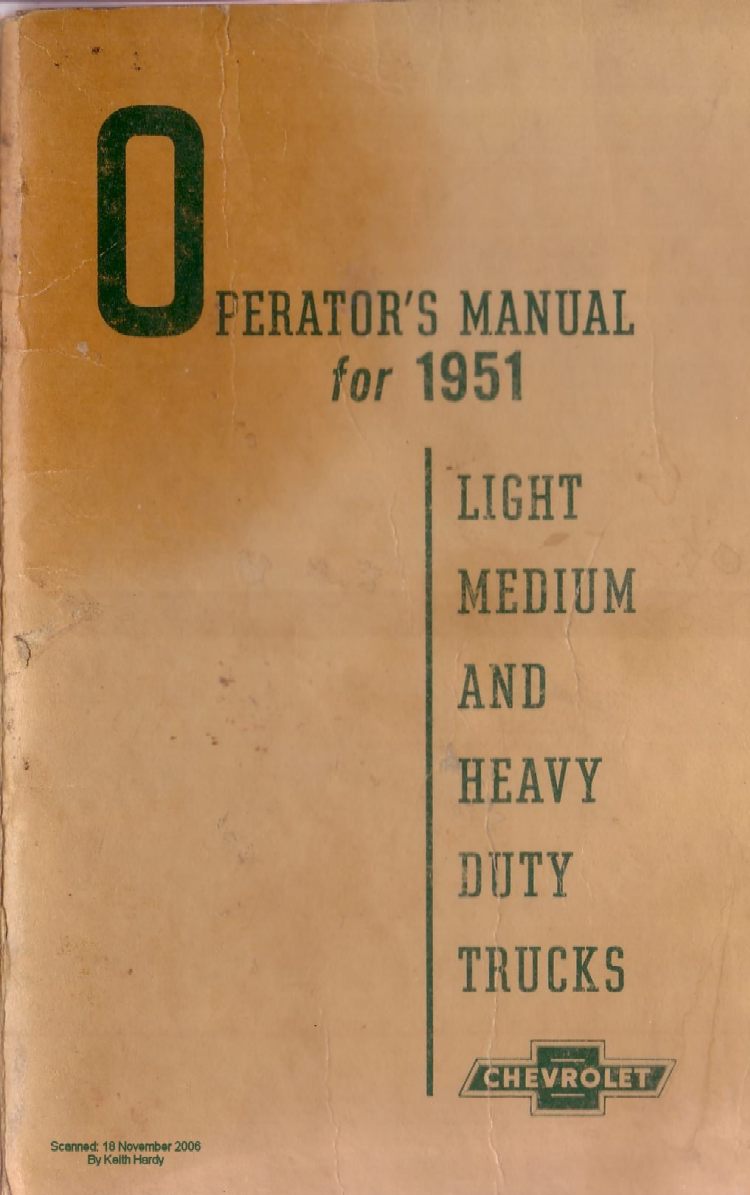 OPERATOR'S MANUAL
for 1951
LIGHT
MEDIUM
AND
HEAVY
DUTY
TRUCKS
CHEVROLET
Scanned: 18 November 2006
By Keith Hardy